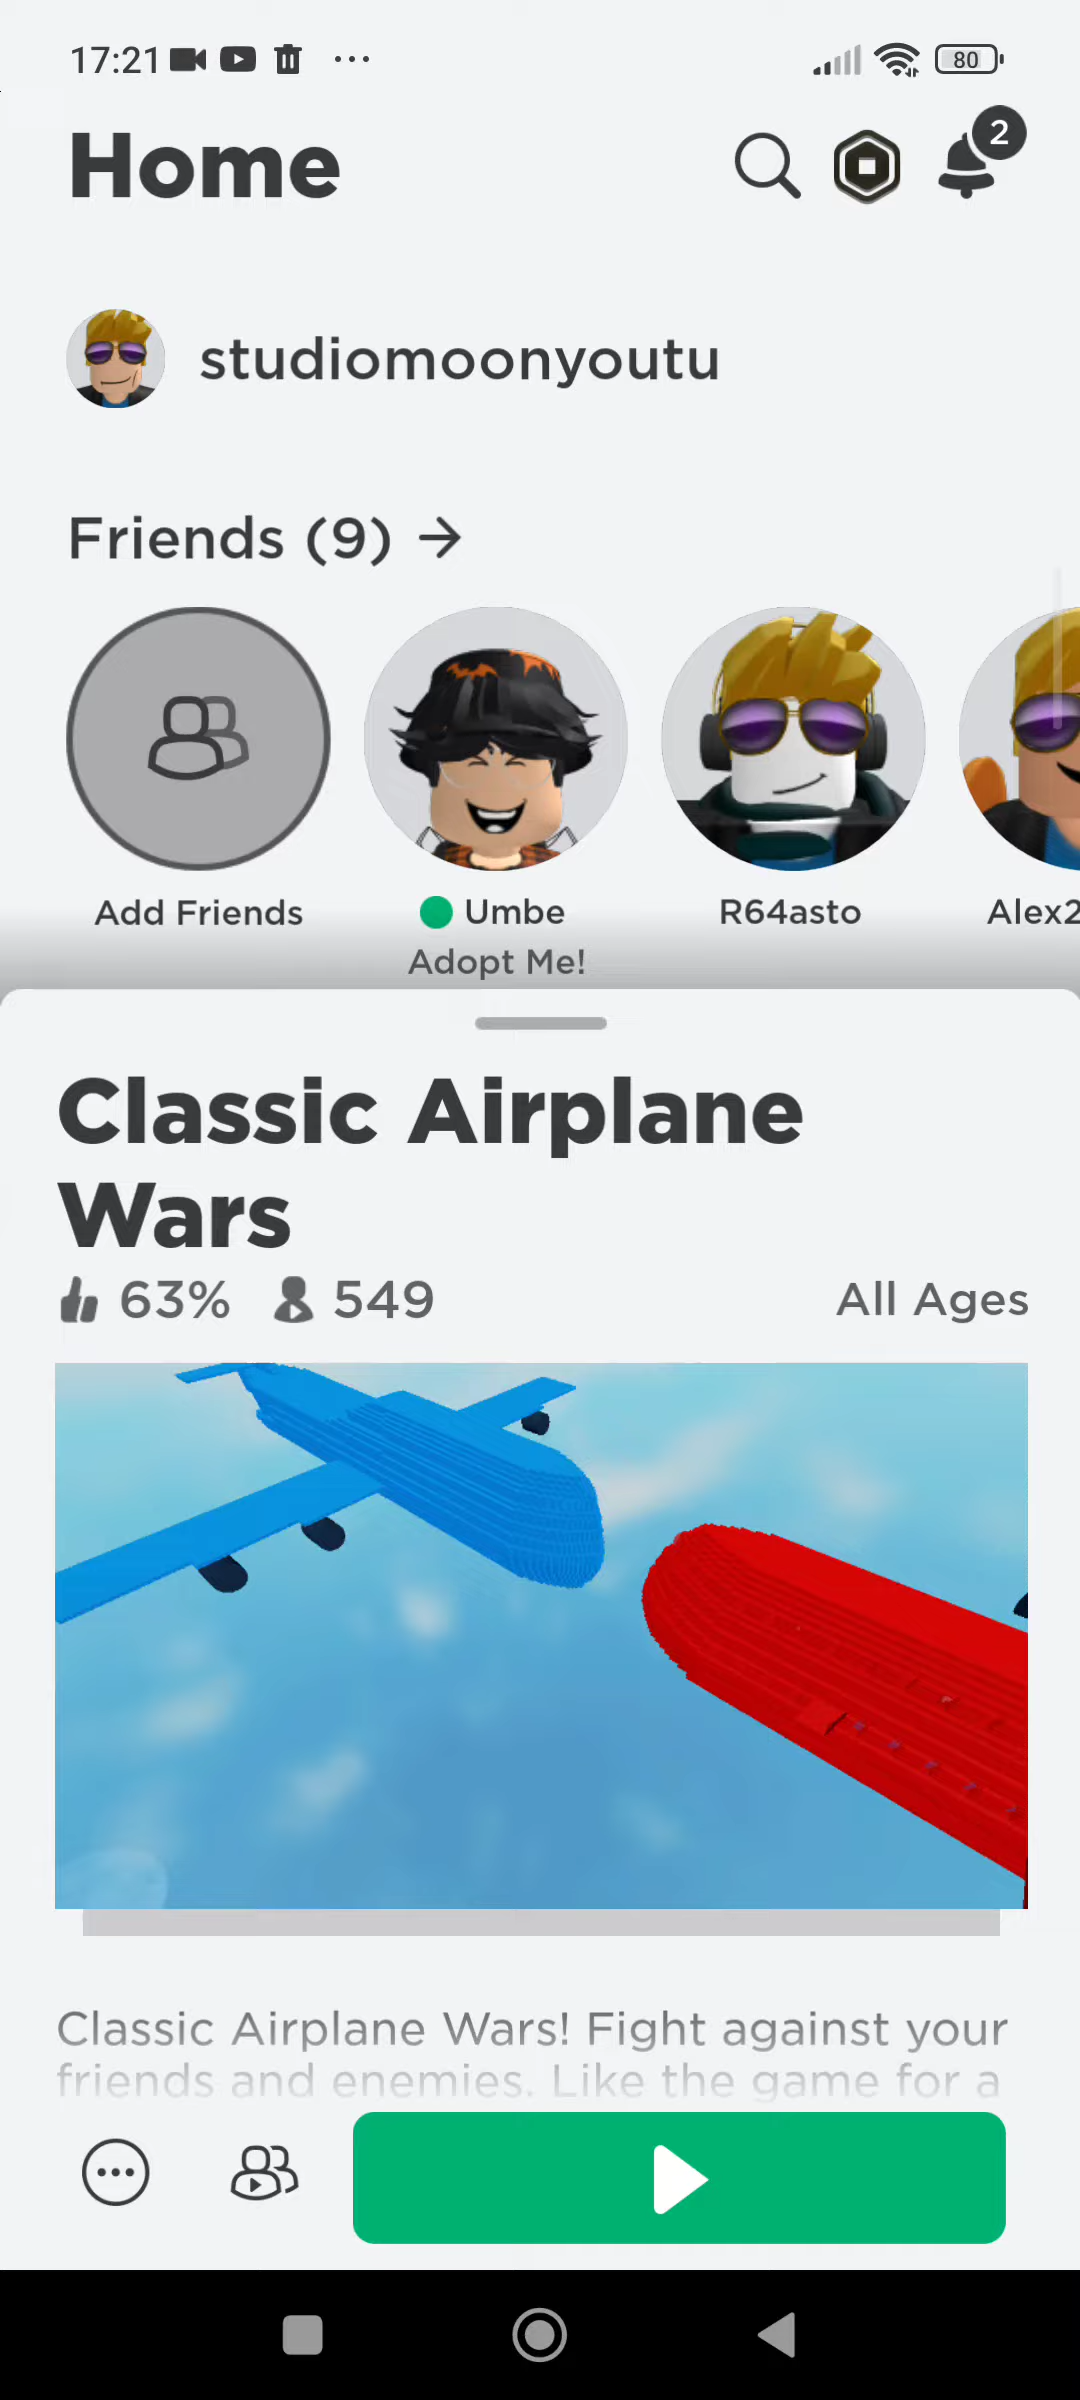 17:21
80
Home
2
studiomoonyoutu
Friends (9)
Add Friends
Umbe
Adopt Me!
R64asto
Alex2
Classic Airplane
Wars
63%
549
All Ages
Classic Airplane Wars! Fight against your
friends and enemies. Like the game for a